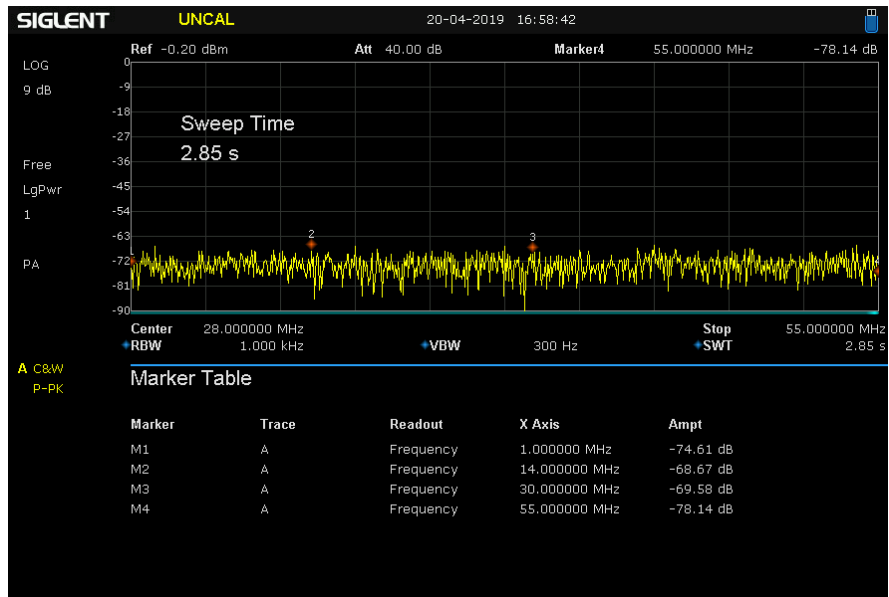 SIGLENT UNCAL 20-04-2019 16:58:42
Ref -0.20 dBm Att 40.00 dB Marker4 55.000000 MHz -78.14 dB
LOG
9 dB
Free
LgPwr
1
PA
0
-9
-18
-27
-36
-45
-54
-63
-72
-81
-90
Sweep Time
2.85 s
2
3
Center 28.000000 MHz Stop 55.000000 MHz
RBW 1.000 kHz VBW 300 Hz SWT 2.85 s
A C&W
P-PK
Marker Table
Marker Trace Readout X Axis Ampt
M1 A Frequency 1.000000 MHz -74.61 dB
M2 A Frequency 14.000000 MHz -68.67 dB
M3 A Frequency 30.000000 MHz -69.58 dB
M4 A Frequency 55.000000 MHz -78.14 dB